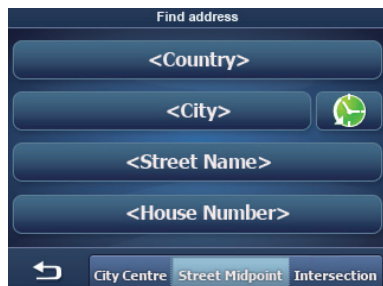 Find address
<Country>
<City>
<Street Name>
<House Number>
City Centre Street Midpoint Intersection